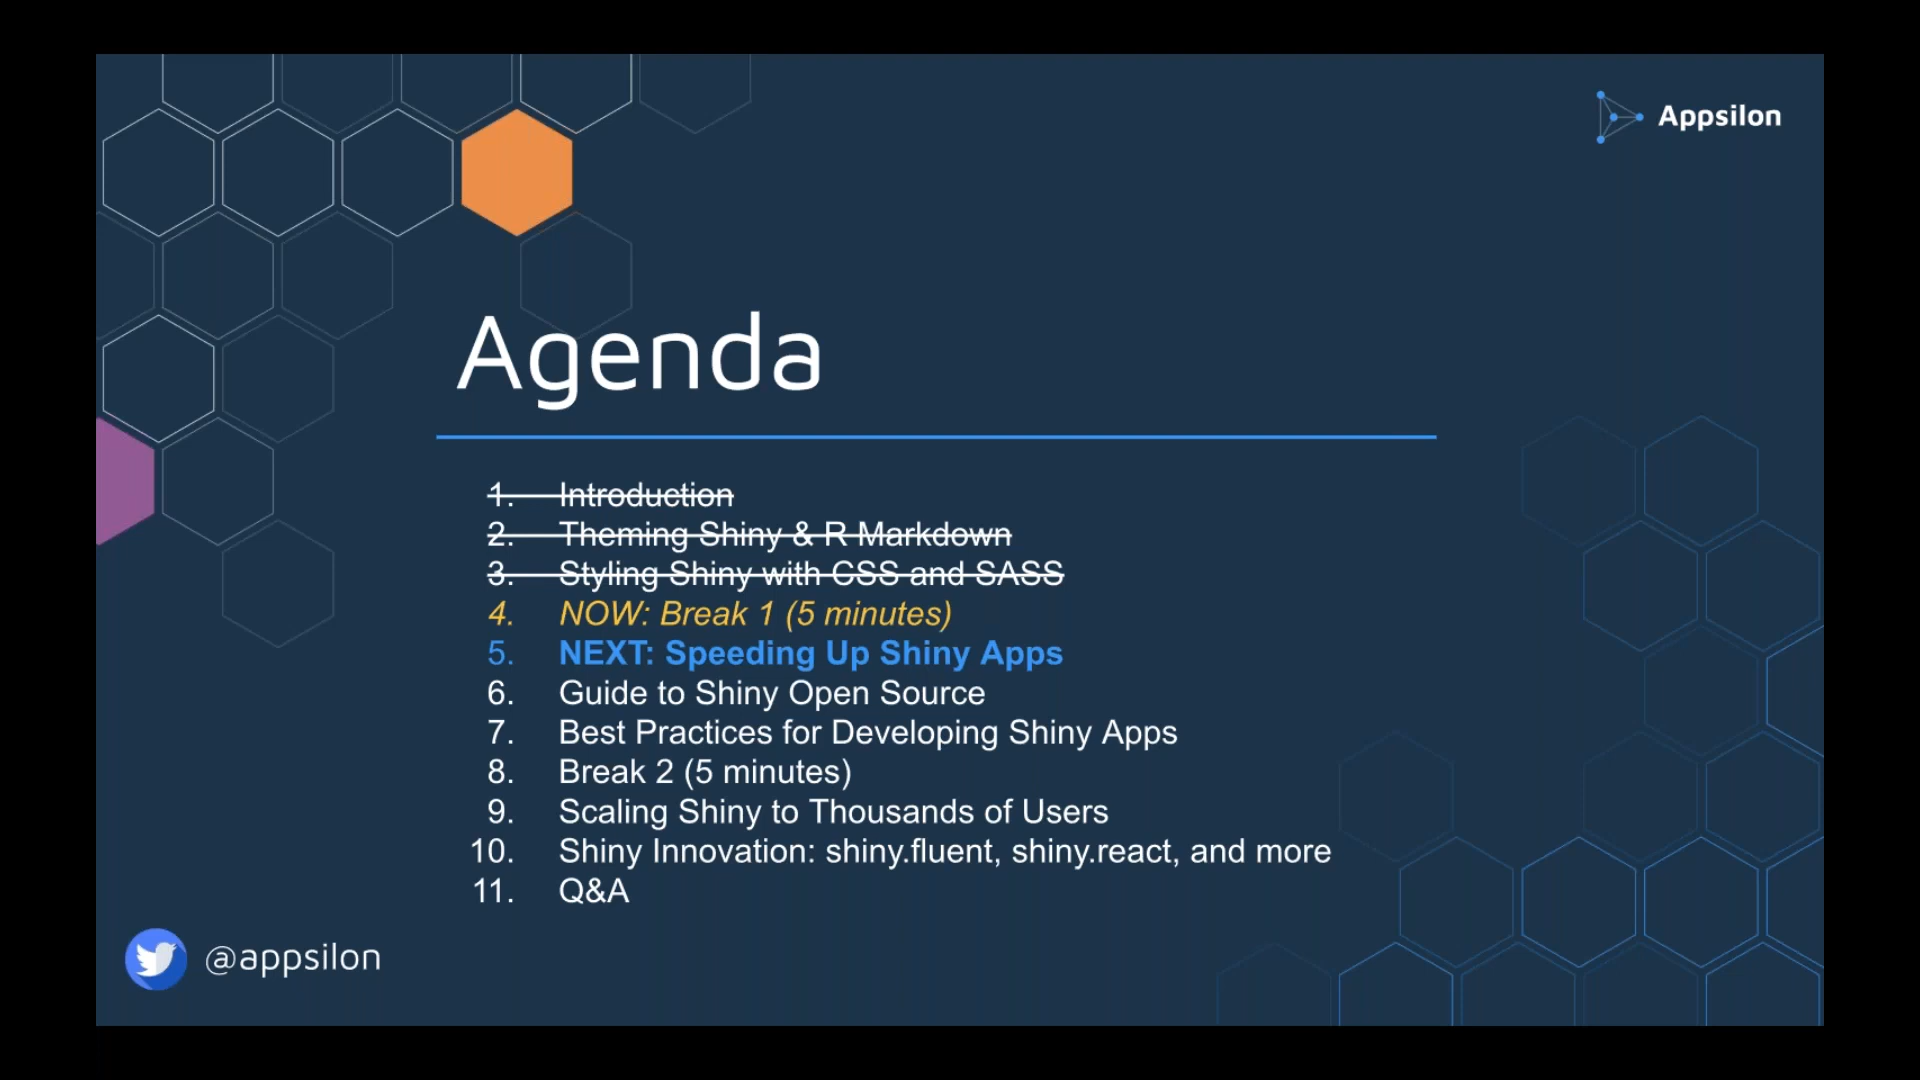 Appsilon
Agenda
1. Introduction
2. Theming Shiny & R Markdown
3. Styling Shiny with CSS and SASS
4. NOW: Break 1 (5 minutes)
5. NEXT: Speeding Up Shiny Apps
6. Guide to Shiny Open Source
7. Best Practices for Developing Shiny Apps
8. Break 2 (5 minutes)
9. Scaling Shiny to Thousands of Users
10. Shiny Innovation: shiny.fluent, shiny.react, and more
11. Q&A
@appsilon